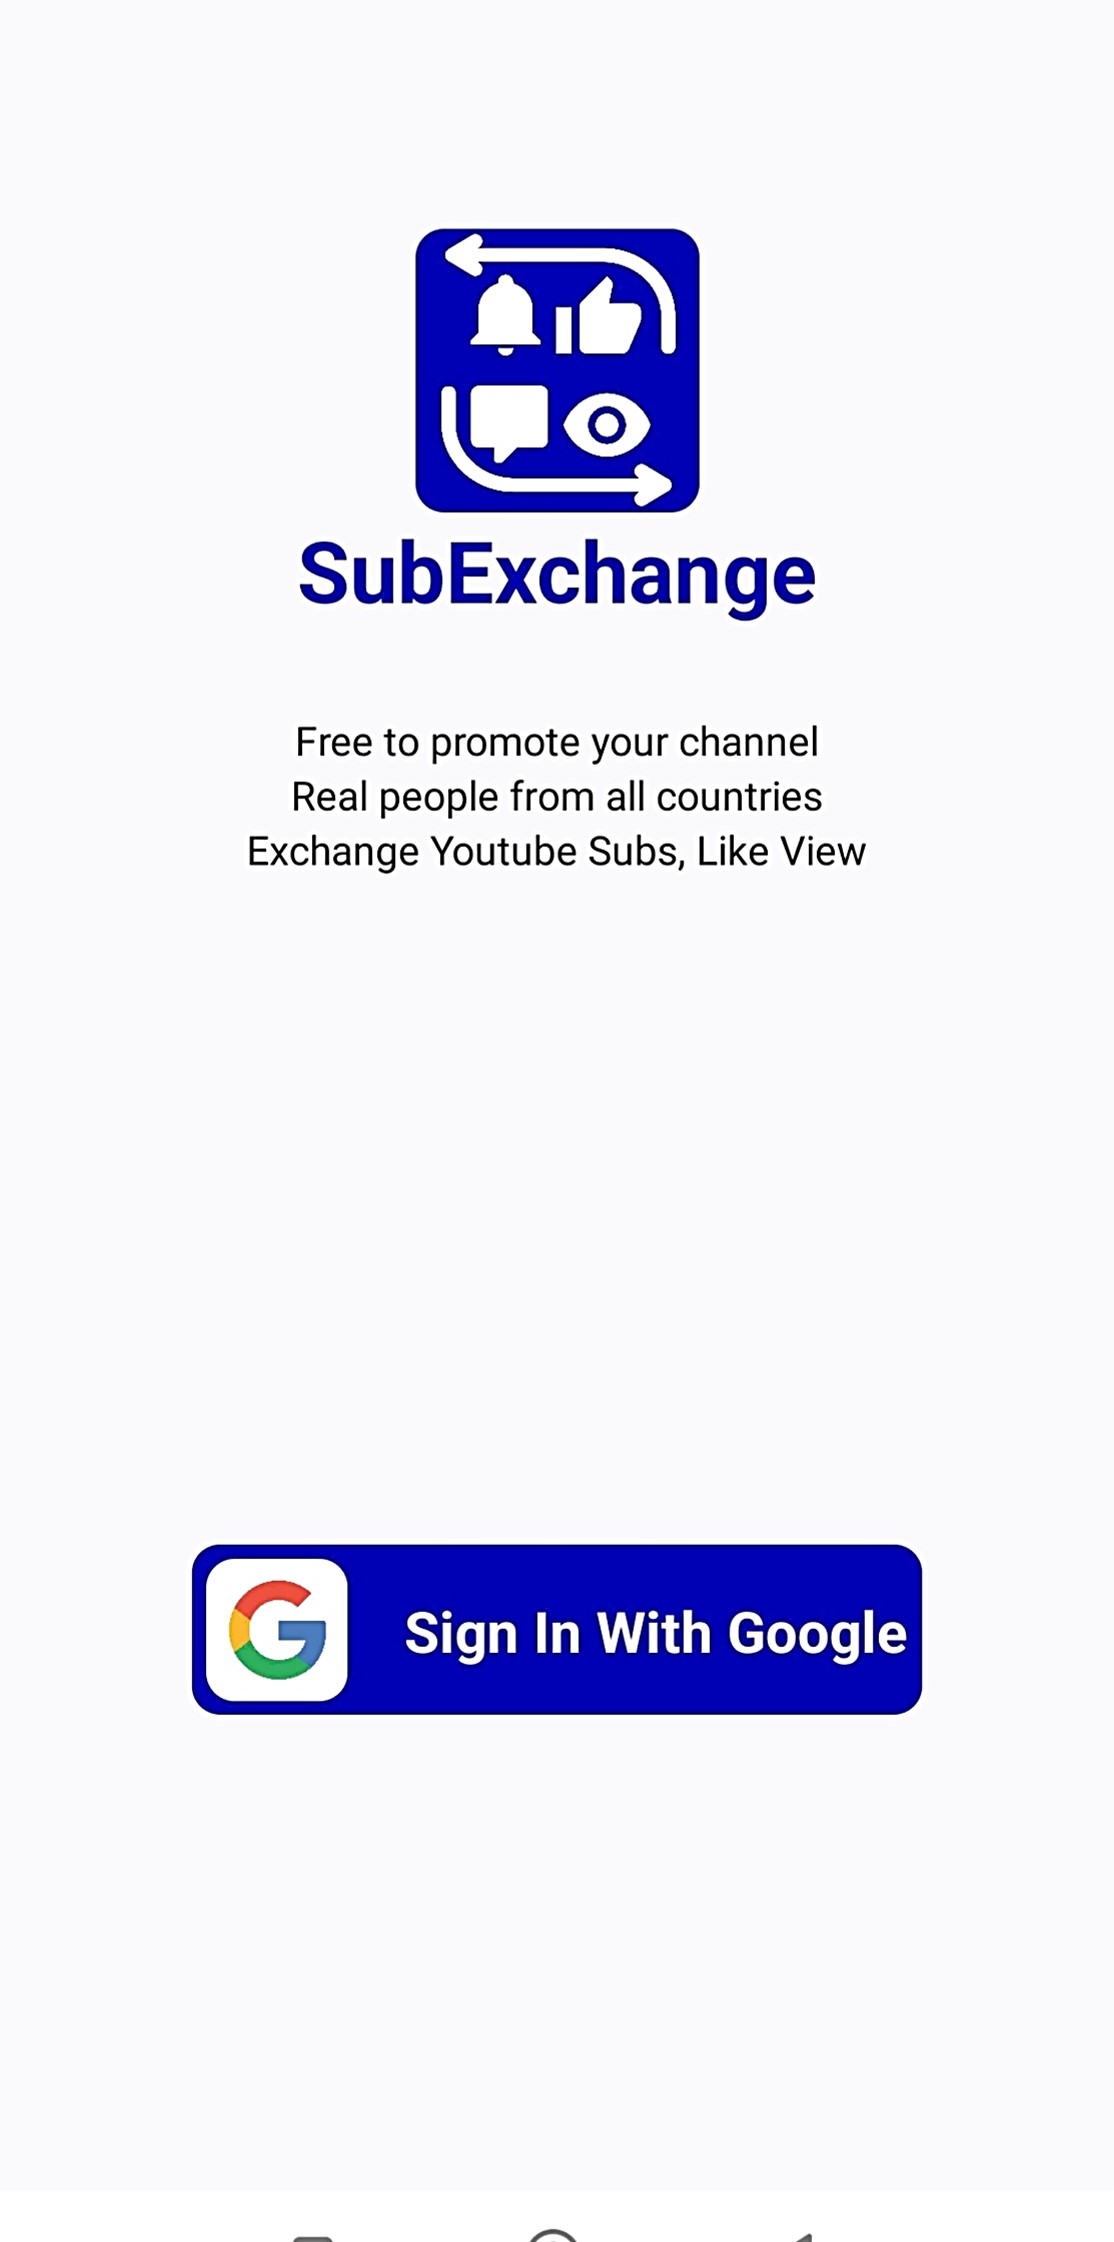 SubExchange
Free to promote your channel
Real people from all countries
Exchange Youtube Subs, Like View
Sign In With Google